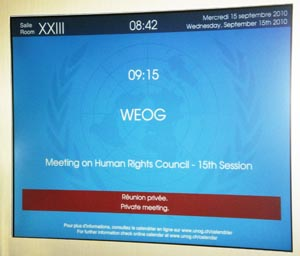 Salle
Room XXIII
08:42
Mercredi 15 septembre 2010
Wednesday, September 15th 2010
09:15
WEOG
Meeting on Human Rights Council - 15th Session
Réunion privée.
Private meeting.
Pour plus d'informations, consultez le calendrier en ligne sur www.unog.ch/calendrier
For further information check online calendar at www.unog.ch/calendar